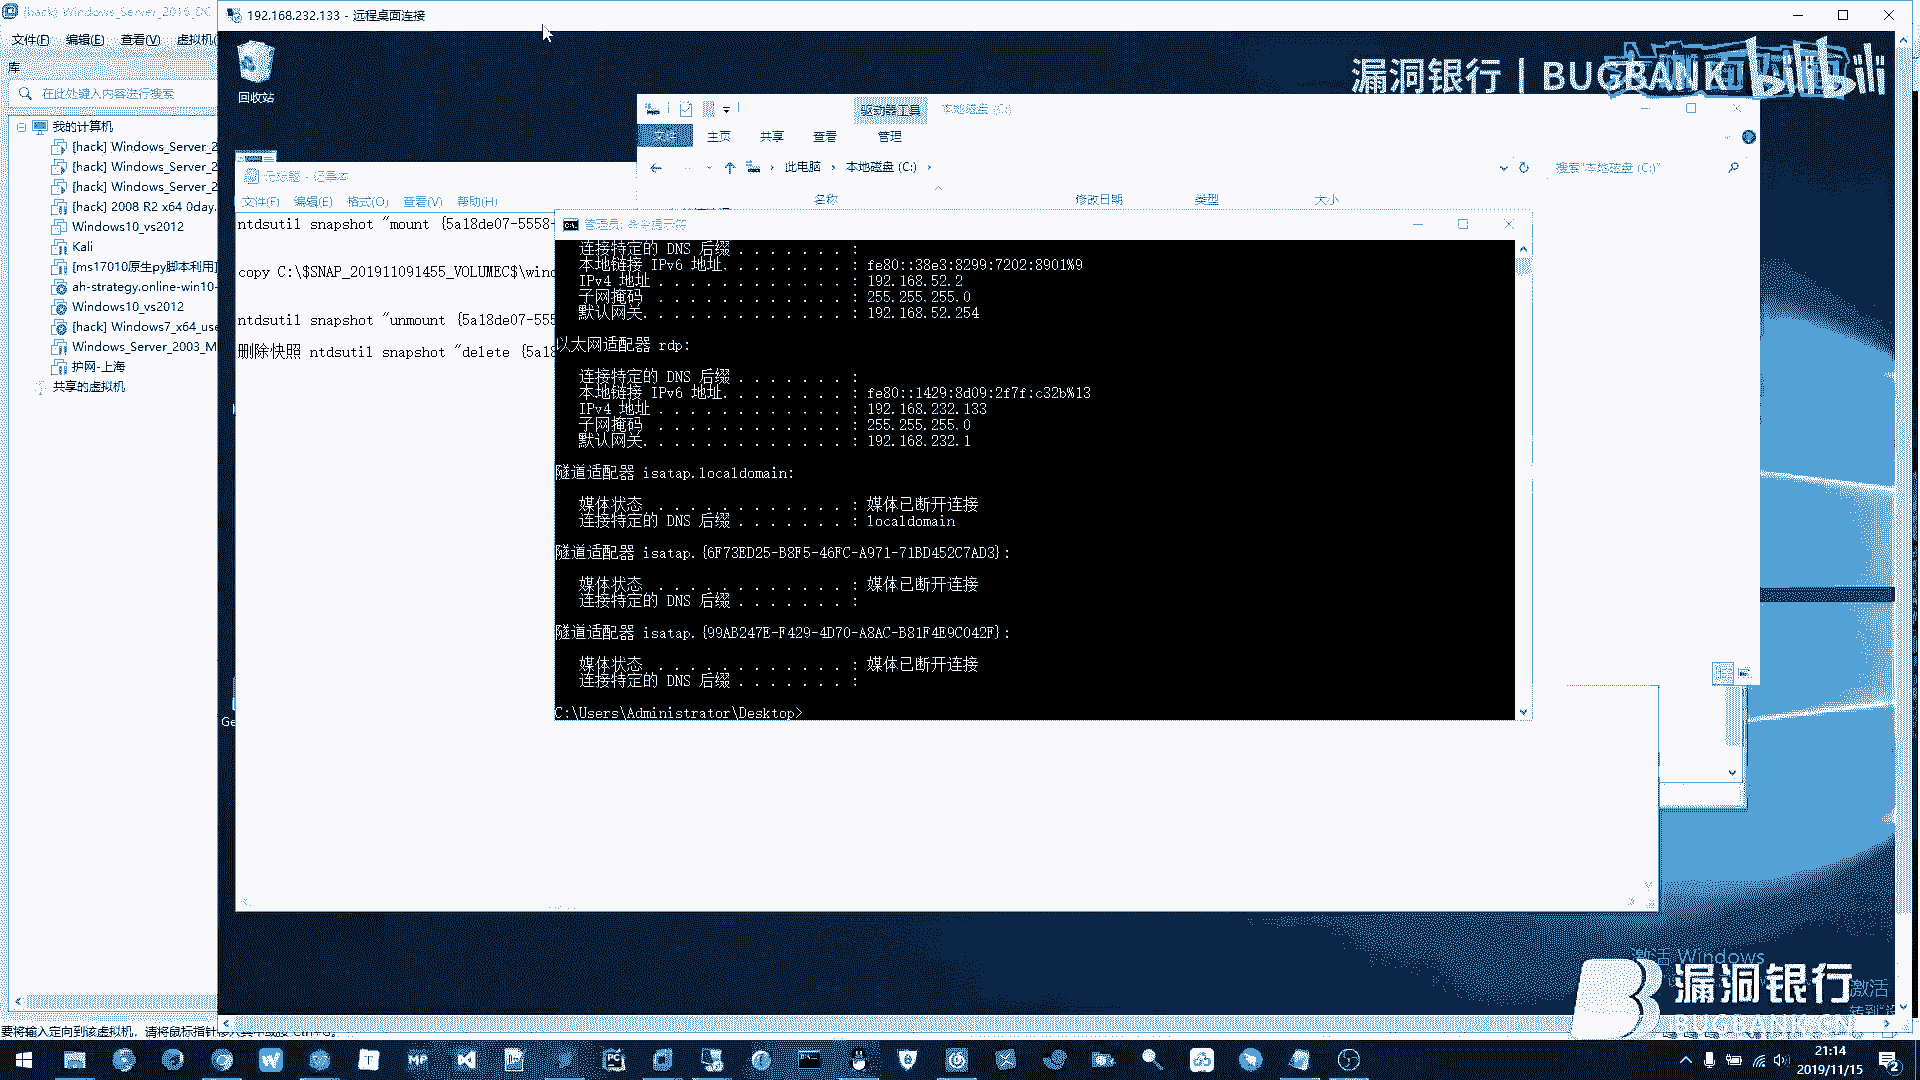 [hack] Windows_Server_2016_DC
192.168.232.133 - 远程桌面连接
文件(F) 编辑(E) 查看(V) 虚拟机(
库
在此处键入内容进行搜索
我的计算机
[hack] Windows_Server_2
[hack] Windows_Server_2
[hack] Windows_Server_2
[hack] 2008 R2 x64 0day.
Windows10_vs2012
Kali
[ms17010原生py脚本利用]
ah-strategy.online-win10-
Windows10_vs2012
[hack] Windows7_x64_use
Windows_Server_2003_M
护网-上海
共享的虚拟机
回收站
漏洞银行 | BUGBANK
bilibili
驱动器工具 本地磁盘 (C:)
文件 主页 共享 查看 管理
此电脑 本地磁盘 (C:)
搜索"本地磁盘 (C:)"
名称 修改日期 类型 大小
无标题 - 记事本
文件(F) 编辑(E) 格式(O) 查看(V) 帮助(H)
ntdsutil snapshot "mount {5a18de07-5558-
copy C:\$SNAP_201911091455_VOLUMEC$\wind
ntdsutil snapshot "unmount {5a18de07-555
删除快照 ntdsutil snapshot "delete {5a18
管理员: 命令提示符
连接特定的 DNS 后缀 . . . . . . . :
本地链接 IPv6 地址. . . . . . . . : fe80::38e3:8299:7202:8901%9
IPv4 地址 . . . . . . . . . . . . : 192.168.52.2
子网掩码 . . . . . . . . . . . . : 255.255.255.0
默认网关. . . . . . . . . . . . . : 192.168.52.254
以太网适配器 rdp:
连接特定的 DNS 后缀 . . . . . . . :
本地链接 IPv6 地址. . . . . . . . : fe80::1429:8d09:2f7f:c32b%13
IPv4 地址 . . . . . . . . . . . . : 192.168.232.133
子网掩码 . . . . . . . . . . . . : 255.255.255.0
默认网关. . . . . . . . . . . . . : 192.168.232.1
隧道适配器 isatap.localdomain:
媒体状态 . . . . . . . . . . . . : 媒体已断开连接
连接特定的 DNS 后缀 . . . . . . . : localdomain
隧道适配器 isatap.{6F73ED25-B8F5-46FC-A971-71BD452C7AD3}:
媒体状态 . . . . . . . . . . . . : 媒体已断开连接
连接特定的 DNS 后缀 . . . . . . . :
隧道适配器 isatap.{99AB247E-F429-4D70-A8AC-B81F4E9C042F}:
媒体状态 . . . . . . . . . . . . : 媒体已断开连接
连接特定的 DNS 后缀 . . . . . . . :
C:\Users\Administrator\Desktop>
Ge
激活 Windows
漏洞银行
BUGBANK.CN
要将输入定向到该虚拟机，请将鼠标指针
21:14
2019/11/15